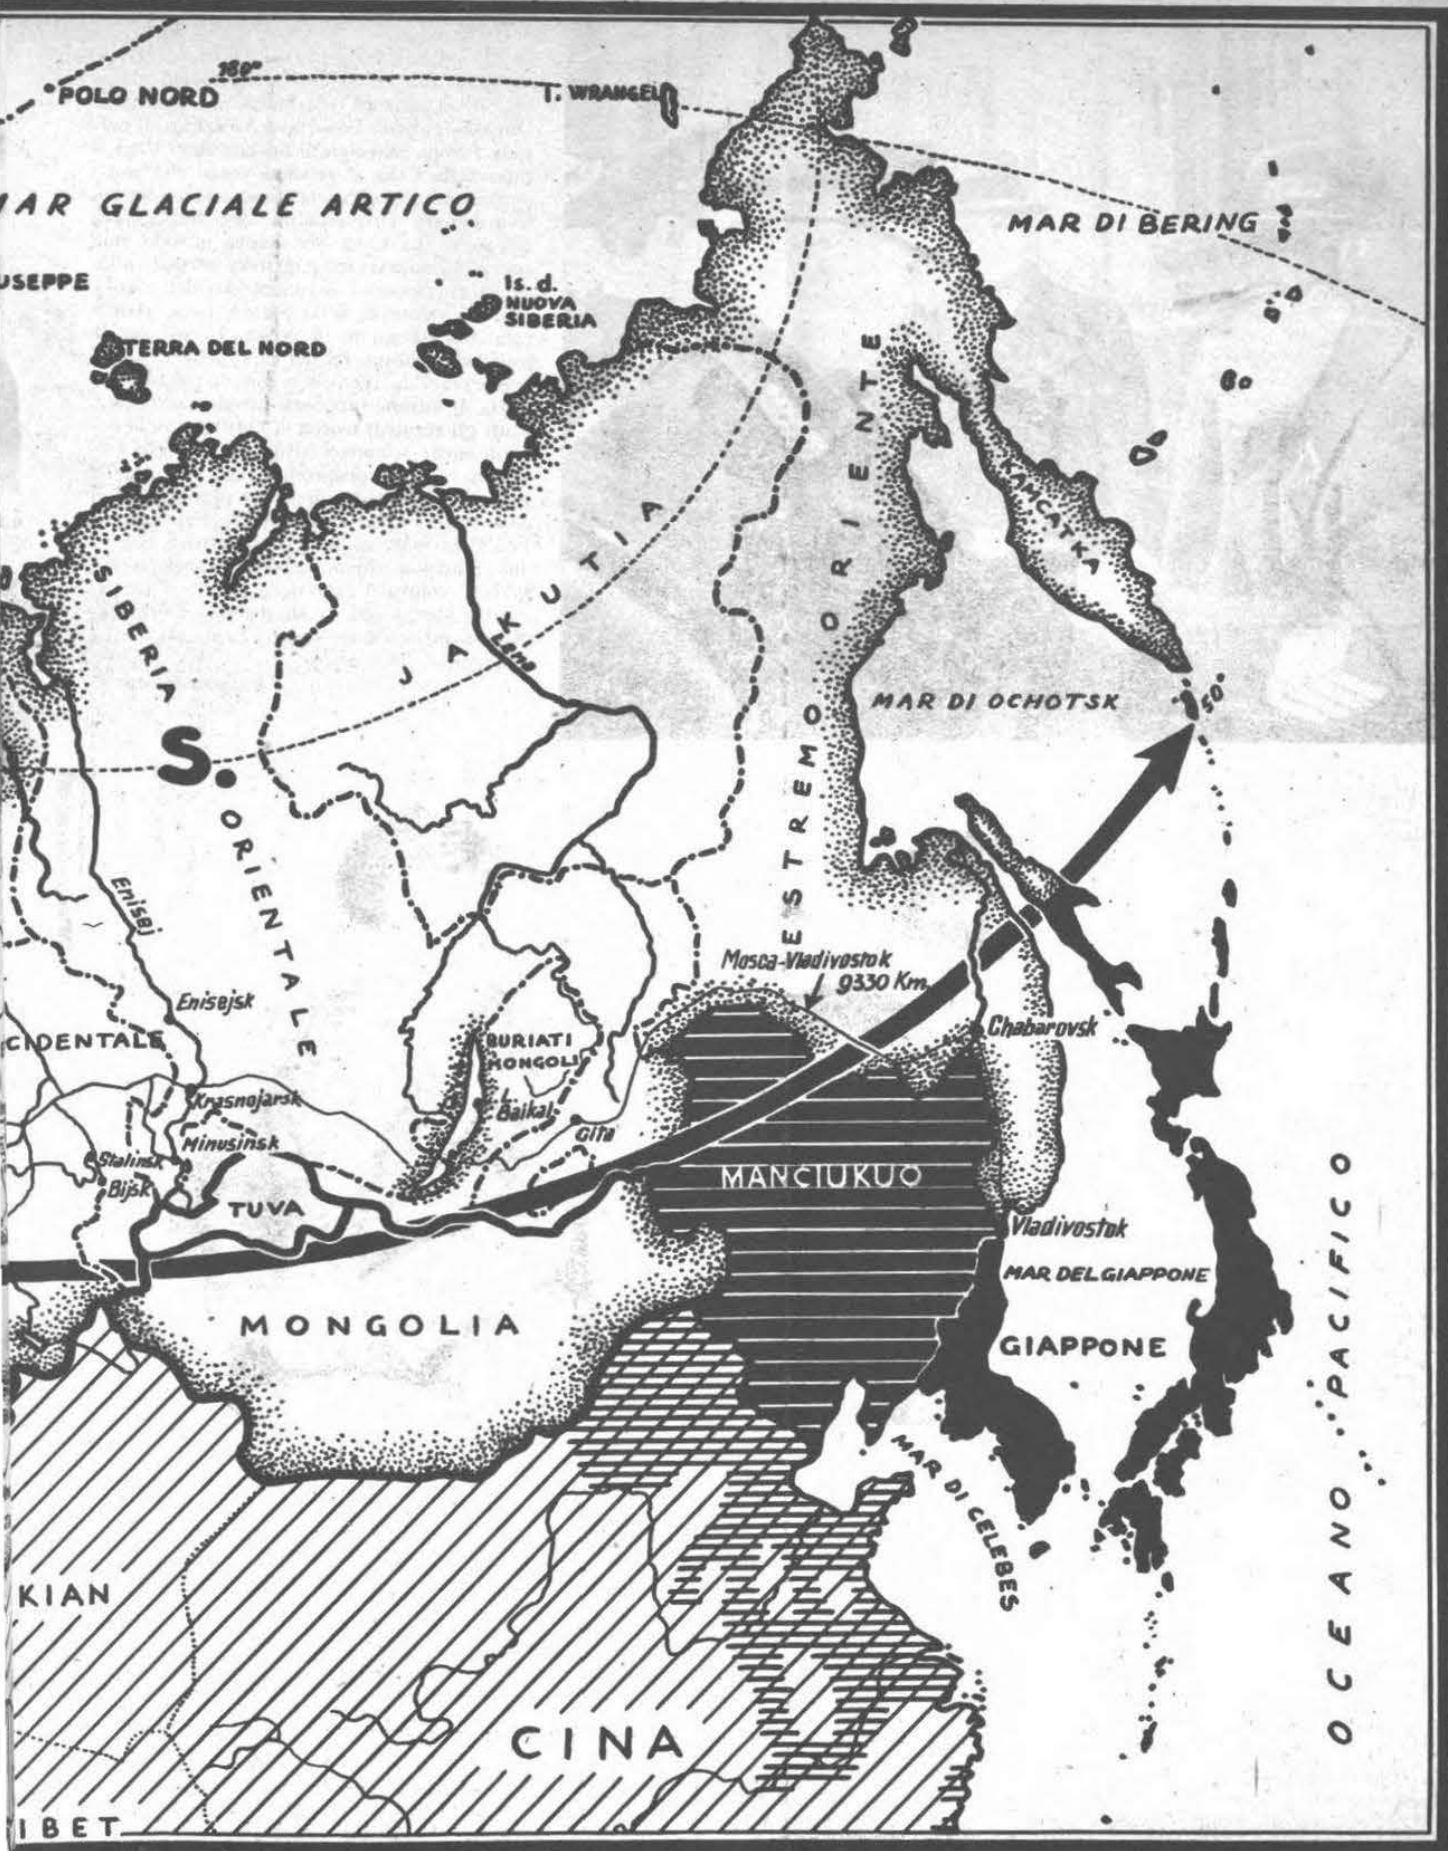 180°
POLO NORD
T. WRANGEL
MAR GLACIALE ARTICO
MAR DI BERING
USEPPE
Is. d.
NUOVA
SIBERIA
TERRA DEL NORD
KAMCATKA
SIBERIA
JAKUTIA
Lena
ESTREMO ORIENTE
MAR DI OCHOTSK
50°
S.
ORIENTALE
Enisej
Mosca-Vladivostok
9330 Km.
Enisejsk
CIDENTALE
BURIATI
MONGOLI
Chabarovsk
Krasnojarsk
Baikal
Cita
Minusinsk
Stalinsk
Bijsk
TUVA
MANCIUKUO
Vladivostok
MAR DEL GIAPPONE
MONGOLIA
GIAPPONE
OCEANO PACIFICO
MAR DI CELEBES
KIAN
CINA
IBET